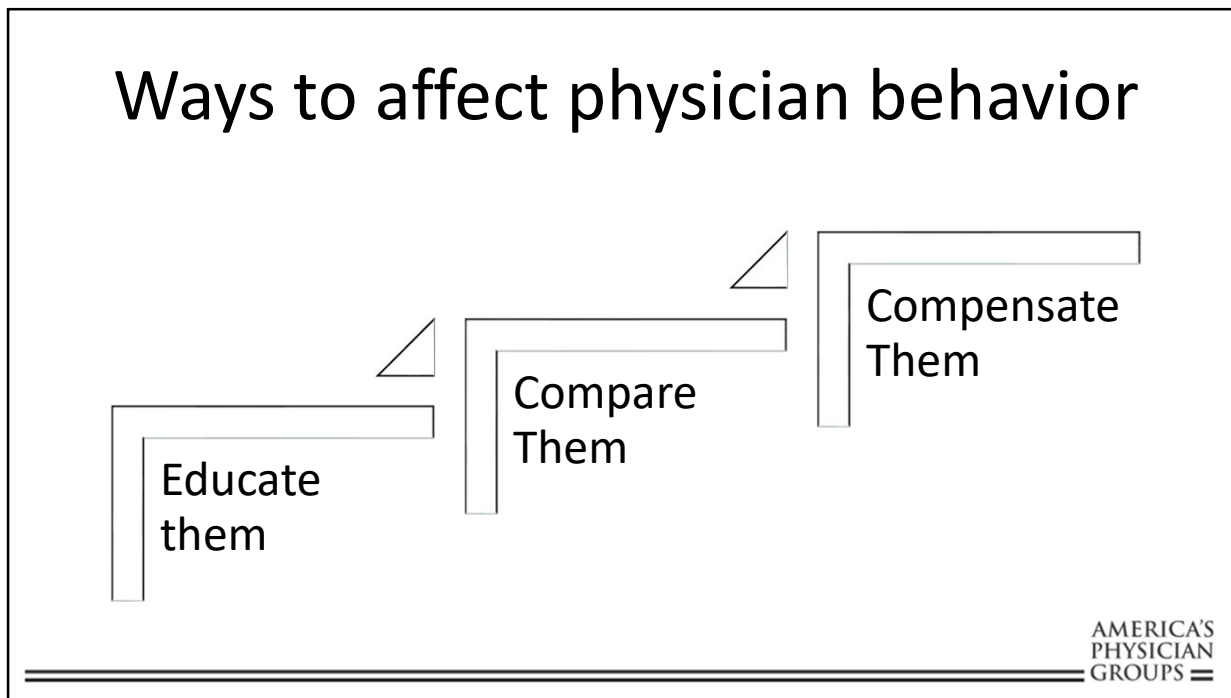 Ways to affect physician behavior
Educate
them
Compare
Them
Compensate
Them
AMERICA'S
PHYSICIAN
GROUPS